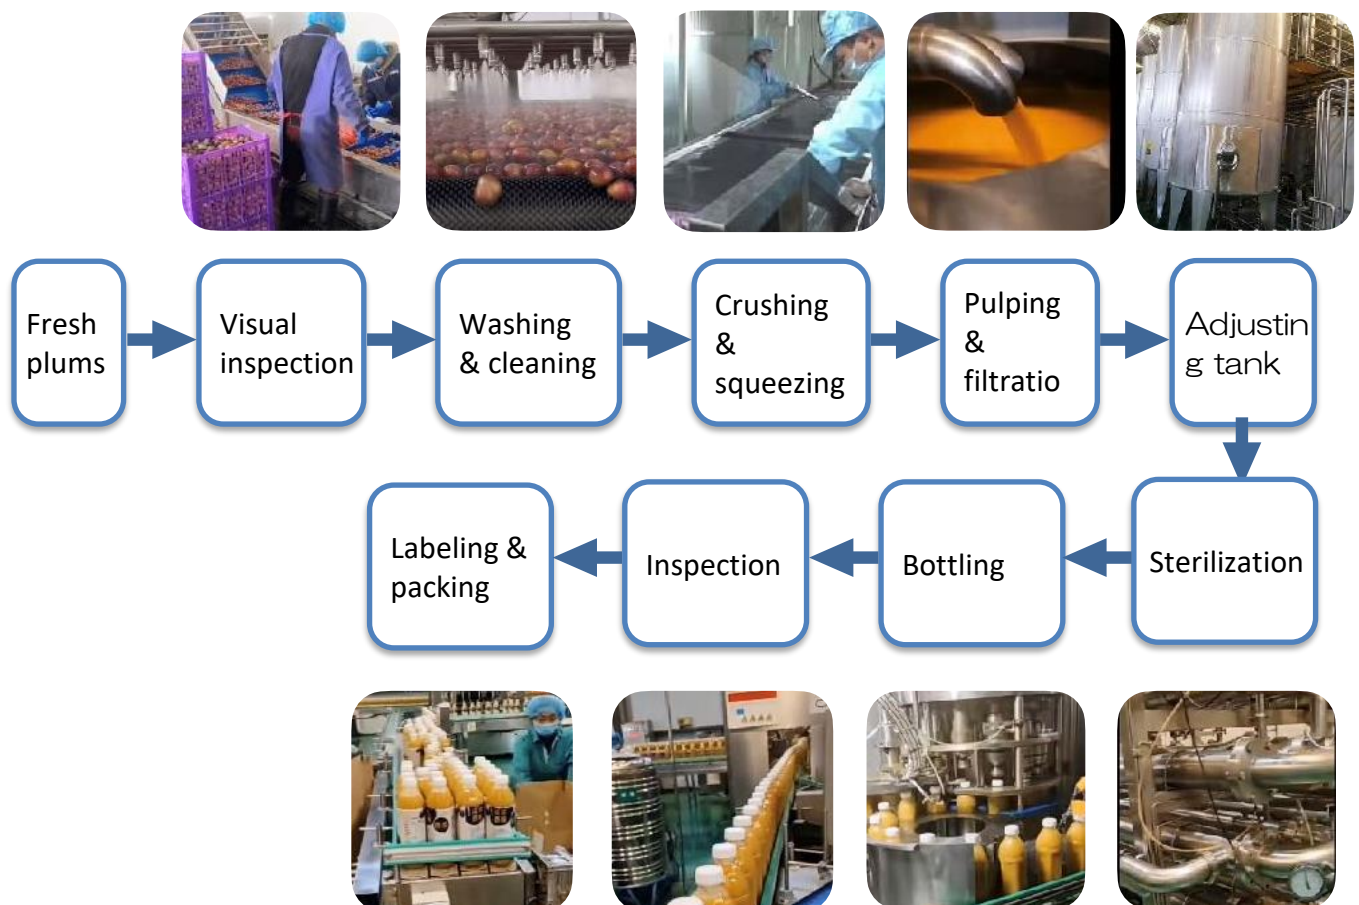 Fresh
plums
Visual
inspection
Washing
& cleaning
Crushing
&
squeezing
Pulping
&
filtratio
Adjustin
g tank
Sterilization
Bottling
Inspection
Labeling &
packing